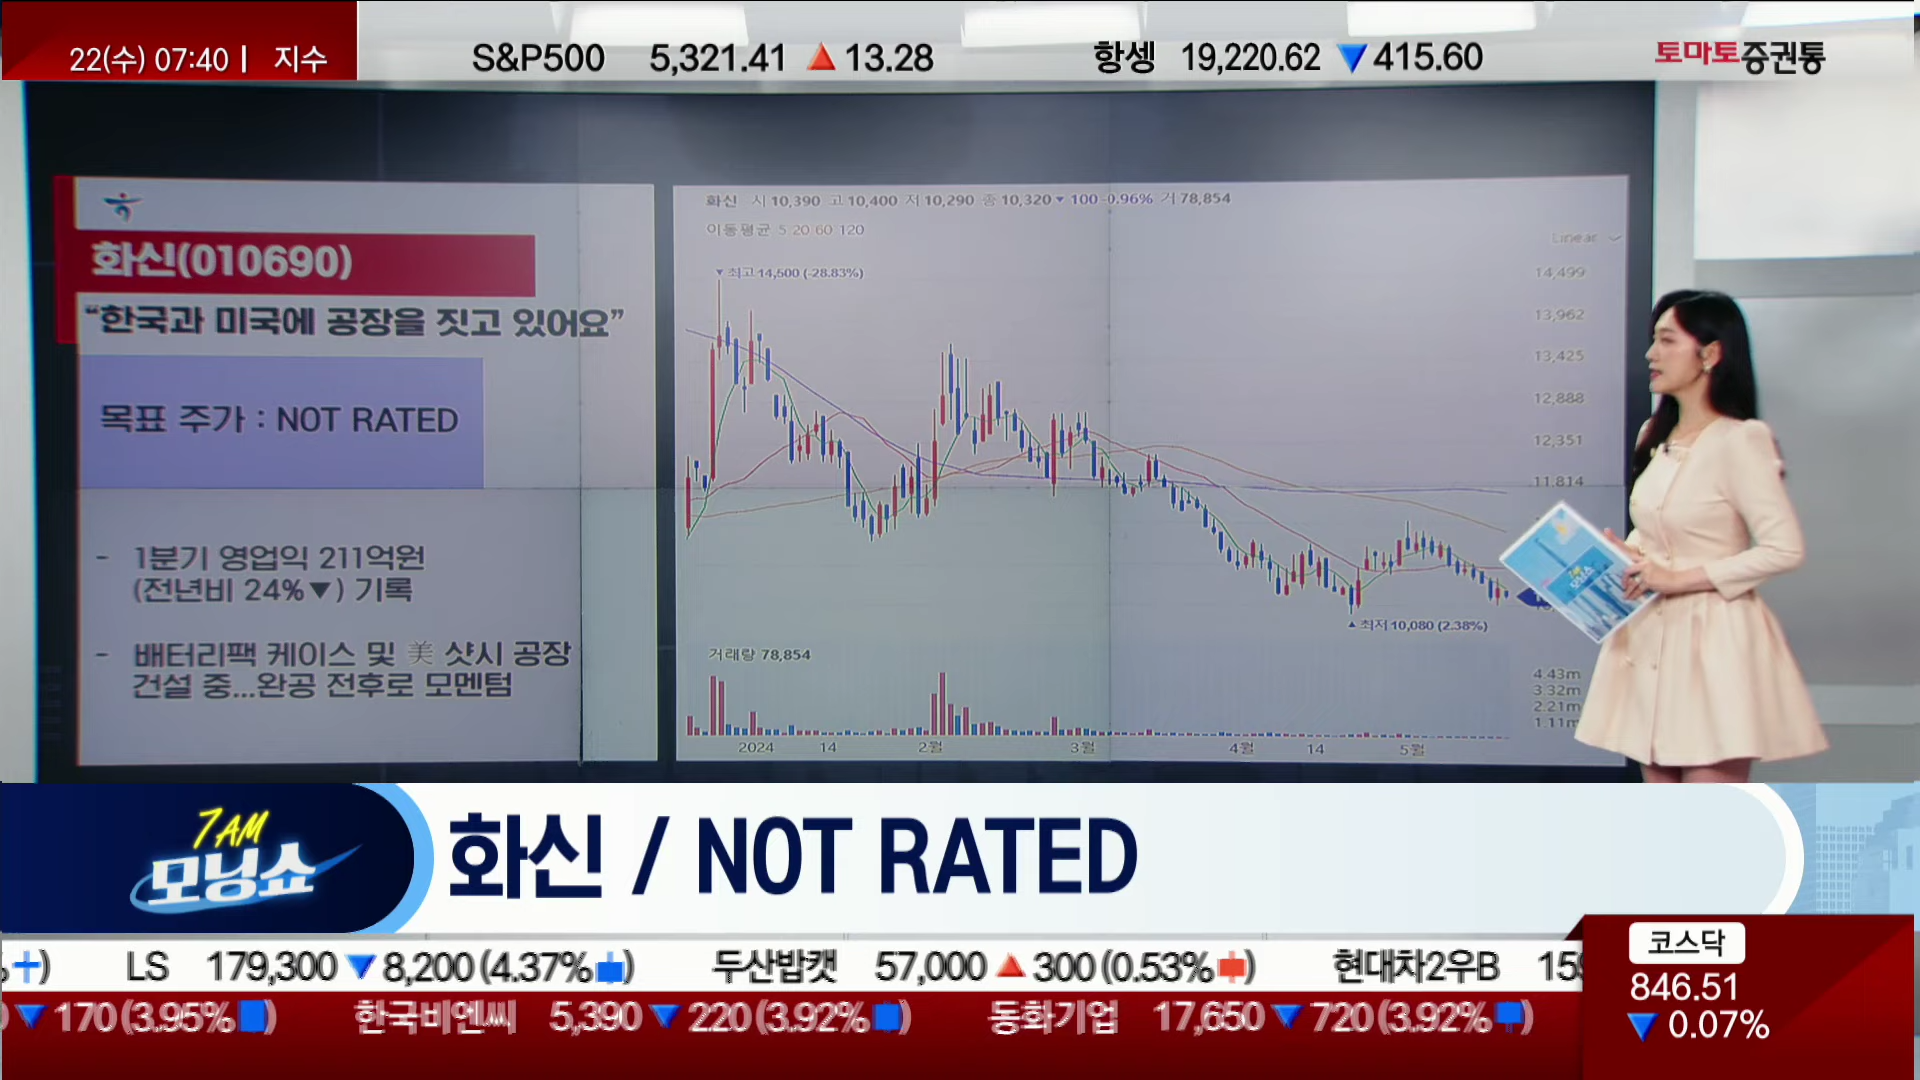 22(수) 07:40 | 지수
S&P500 5,321.41 ▲ 13.28
항셍 19,220.62 ▼ 415.60
토마토증권통
화신(010690)
“한국과 미국에 공장을 짓고 있어요”
목표 주가 : NOT RATED
- 1분기 영업익 211억원
(전년비 24%▼) 기록
- 배터리팩 케이스 및 美 샷시 공장
건설 중...완공 전후로 모멘텀
화신 시 10,390 고 10,400 저 10,290 종 10,320 ▼ 100 -0.96% 거 78,854
이동평균 5 20 60 120
Linear
▼ 최고 14,500 (-28.83%)
14,499
13,962
13,425
12,888
12,351
11,814
▲ 최저 10,080 (2.38%)
거래량 78,854
4.43m
3.32m
2.21m
1.11m
2024 14 2월 3월 4월 14 5월
7AM
모닝쇼
화신 / NOT RATED
LS 179,300 ▼ 8,200 (4.37%) 두산밥캣 57,000 ▲ 300 (0.53%) 현대차2우B
▼ 170 (3.95%) 한국비엔씨 5,390 ▼ 220 (3.92%) 동화기업 17,650 ▼ 720 (3.92%)
코스닥
846.51
▼ 0.07%